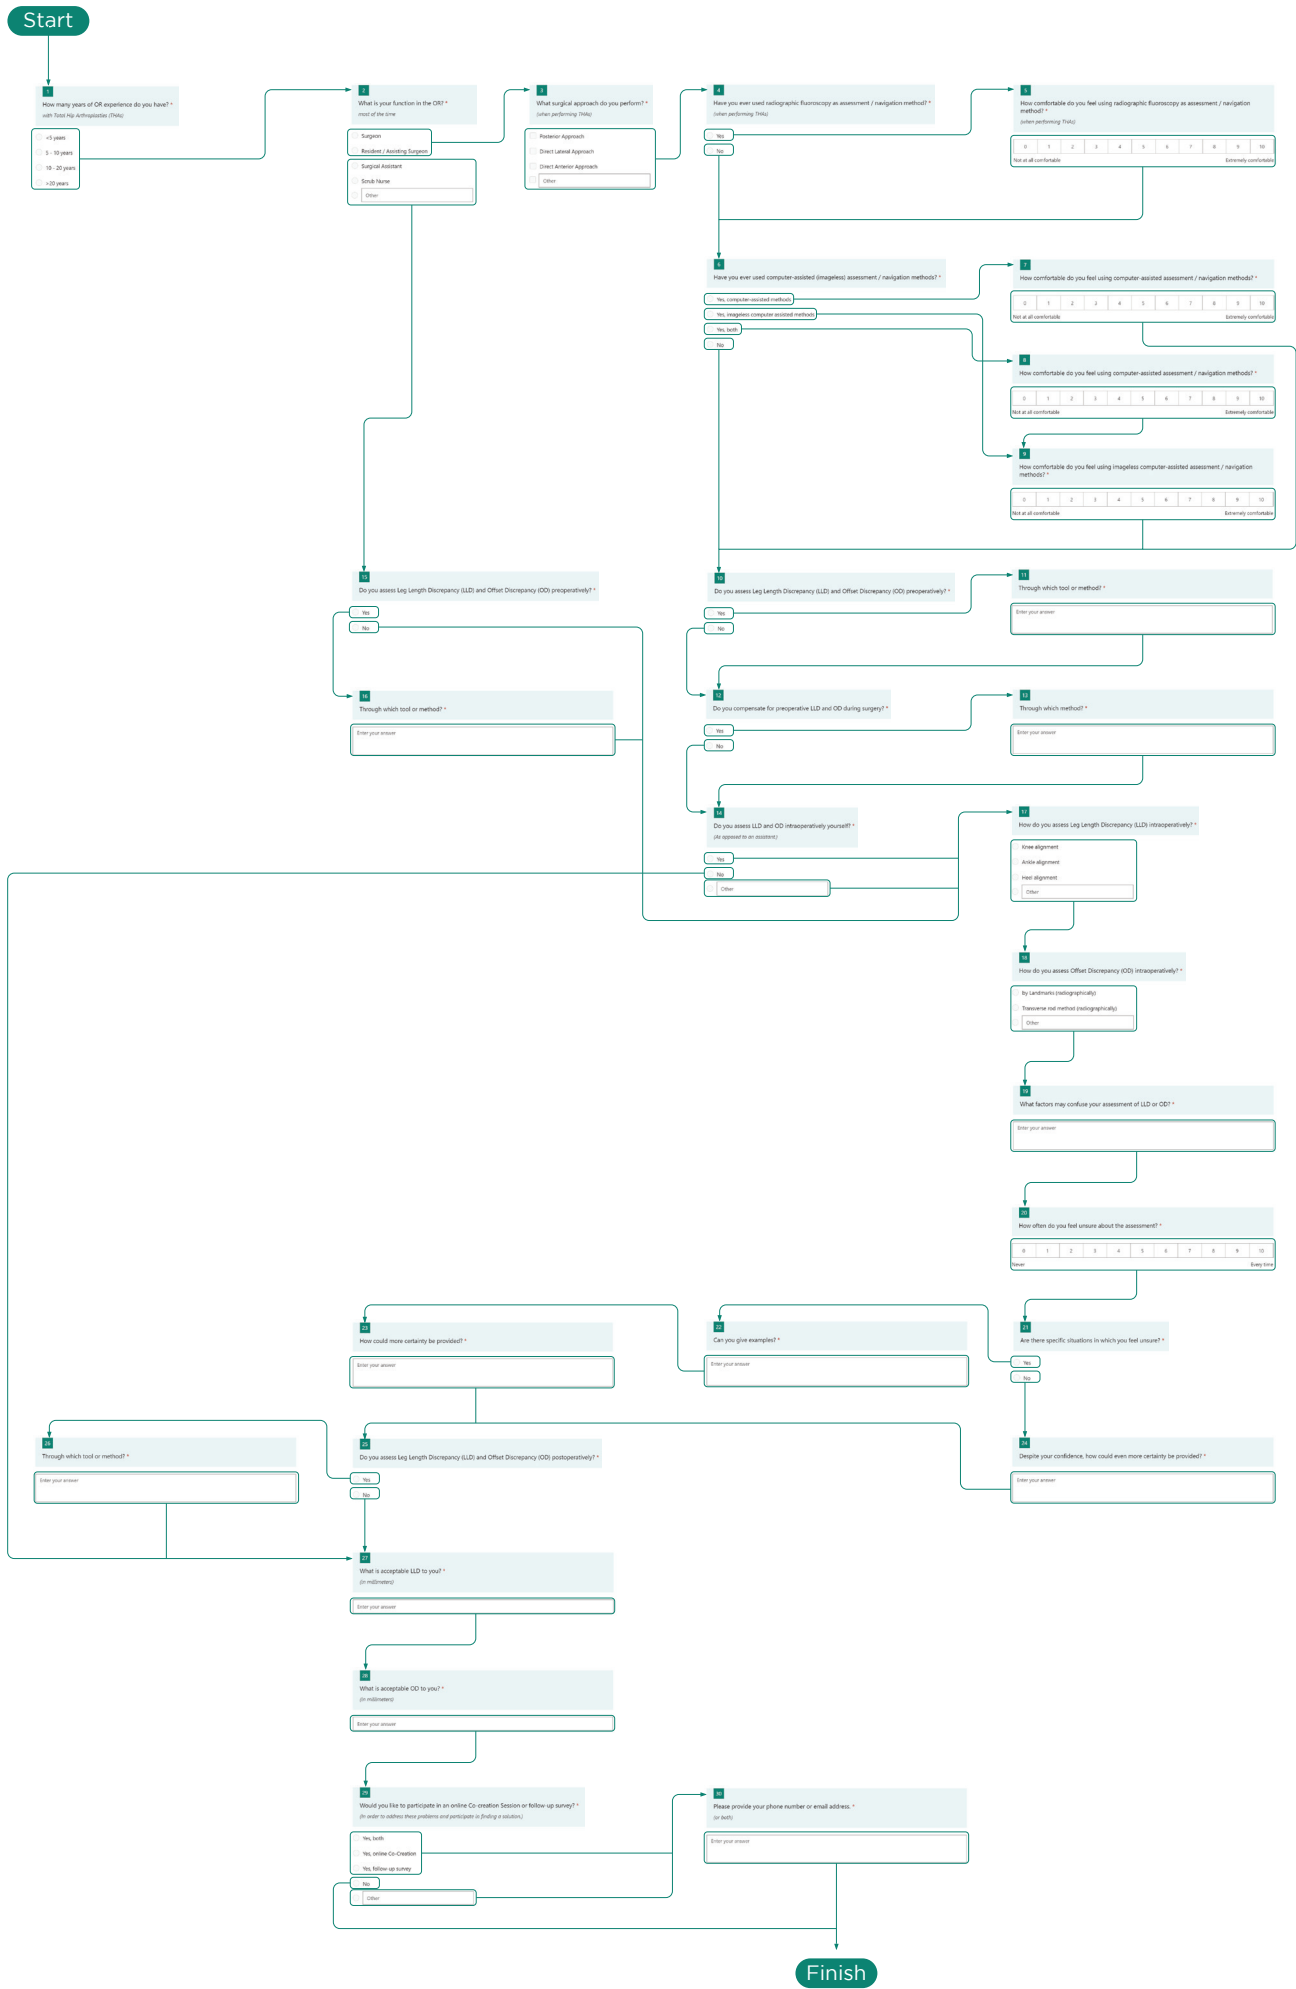 Start
1
How many years of OR experience do you have? *
with Total Hip Arthroplasties (THAs)
<5 years
5 - 10 years
10 - 20 years
>20 years
2
What is your function in the OR? *
most of the time
Surgeon
Resident / Assisting Surgeon
Surgical Assistant
Scrub Nurse
Other
3
What surgical approach do you perform? *
(when performing THAs)
Posterior Approach
Direct Lateral Approach
Direct Anterior Approach
Other
4
Have you ever used radiographic fluoroscopy as assessment / navigation method? *
(when performing THAs)
Yes
No
5
How comfortable do you feel using radiographic fluoroscopy as assessment / navigation
method? *
(when performing THAs)
0 1 2 3 4 5 6 7 8 9 10
Not at all comfortable Extremely comfortable
6
Have you ever used computer-assisted (imageless) assessment / navigation methods? *
Yes, computer-assisted methods
Yes, imageless computer assisted methods
Yes, both
No
7
How comfortable do you feel using computer-assisted assessment / navigation methods? *
0 1 2 3 4 5 6 7 8 9 10
Not at all comfortable Extremely comfortable
8
How comfortable do you feel using computer-assisted assessment / navigation methods? *
0 1 2 3 4 5 6 7 8 9 10
Not at all comfortable Extremely comfortable
9
How comfortable do you feel using imageless computer-assisted assessment / navigation
methods? *
0 1 2 3 4 5 6 7 8 9 10
Not at all comfortable Extremely comfortable
10
Do you assess Leg Length Discrepancy (LLD) and Offset Discrepancy (OD) preoperatively? *
Yes
No
11
Through which tool or method? *
Enter your answer
12
Do you compensate for preoperative LLD and OD during surgery? *
Yes
No
13
Through which method? *
Enter your answer
14
Do you assess LLD and OD intraoperatively yourself? *
(As opposed to an assistant)
Yes
No
Other
15
Do you assess Leg Length Discrepancy (LLD) and Offset Discrepancy (OD) preoperatively? *
Yes
No
16
Through which tool or method? *
Enter your answer
17
How do you assess Leg Length Discrepancy (LLD) intraoperatively? *
Knee alignment
Ankle alignment
Heel alignment
Other
18
How do you assess Offset Discrepancy (OD) intraoperatively? *
By Landmarks (radiographically)
Transverse rod method (radiographically)
Other
19
What factors may confuse your assessment of LLD or OD? *
Enter your answer
20
How often do you feel unsure about the assessment? *
0 1 2 3 4 5 6 7 8 9 10
Never Every time
21
Are there specific situations in which you feel unsure? *
Yes
No
22
Can you give examples? *
Enter your answer
23
How could more certainty be provided? *
Enter your answer
24
Despite your confidence, how could even more certainty be provided? *
Enter your answer
25
Do you assess Leg Length Discrepancy (LLD) and Offset Discrepancy (OD) postoperatively? *
Yes
No
26
Through which tool or method? *
Enter your answer
27
What is acceptable LLD to you? *
(in millimeters)
Enter your answer
28
What is acceptable OD to you? *
(in millimeters)
Enter your answer
29
Would you like to participate in an online Co-creation Session or follow-up survey? *
(In order to address these problems and participate is finding a solution.)
Yes, both
Yes, online Co-Creation
Yes, follow-up survey
No
Other
30
Please provide your phone number or email address. *
(or both)
Enter your answer
Finish